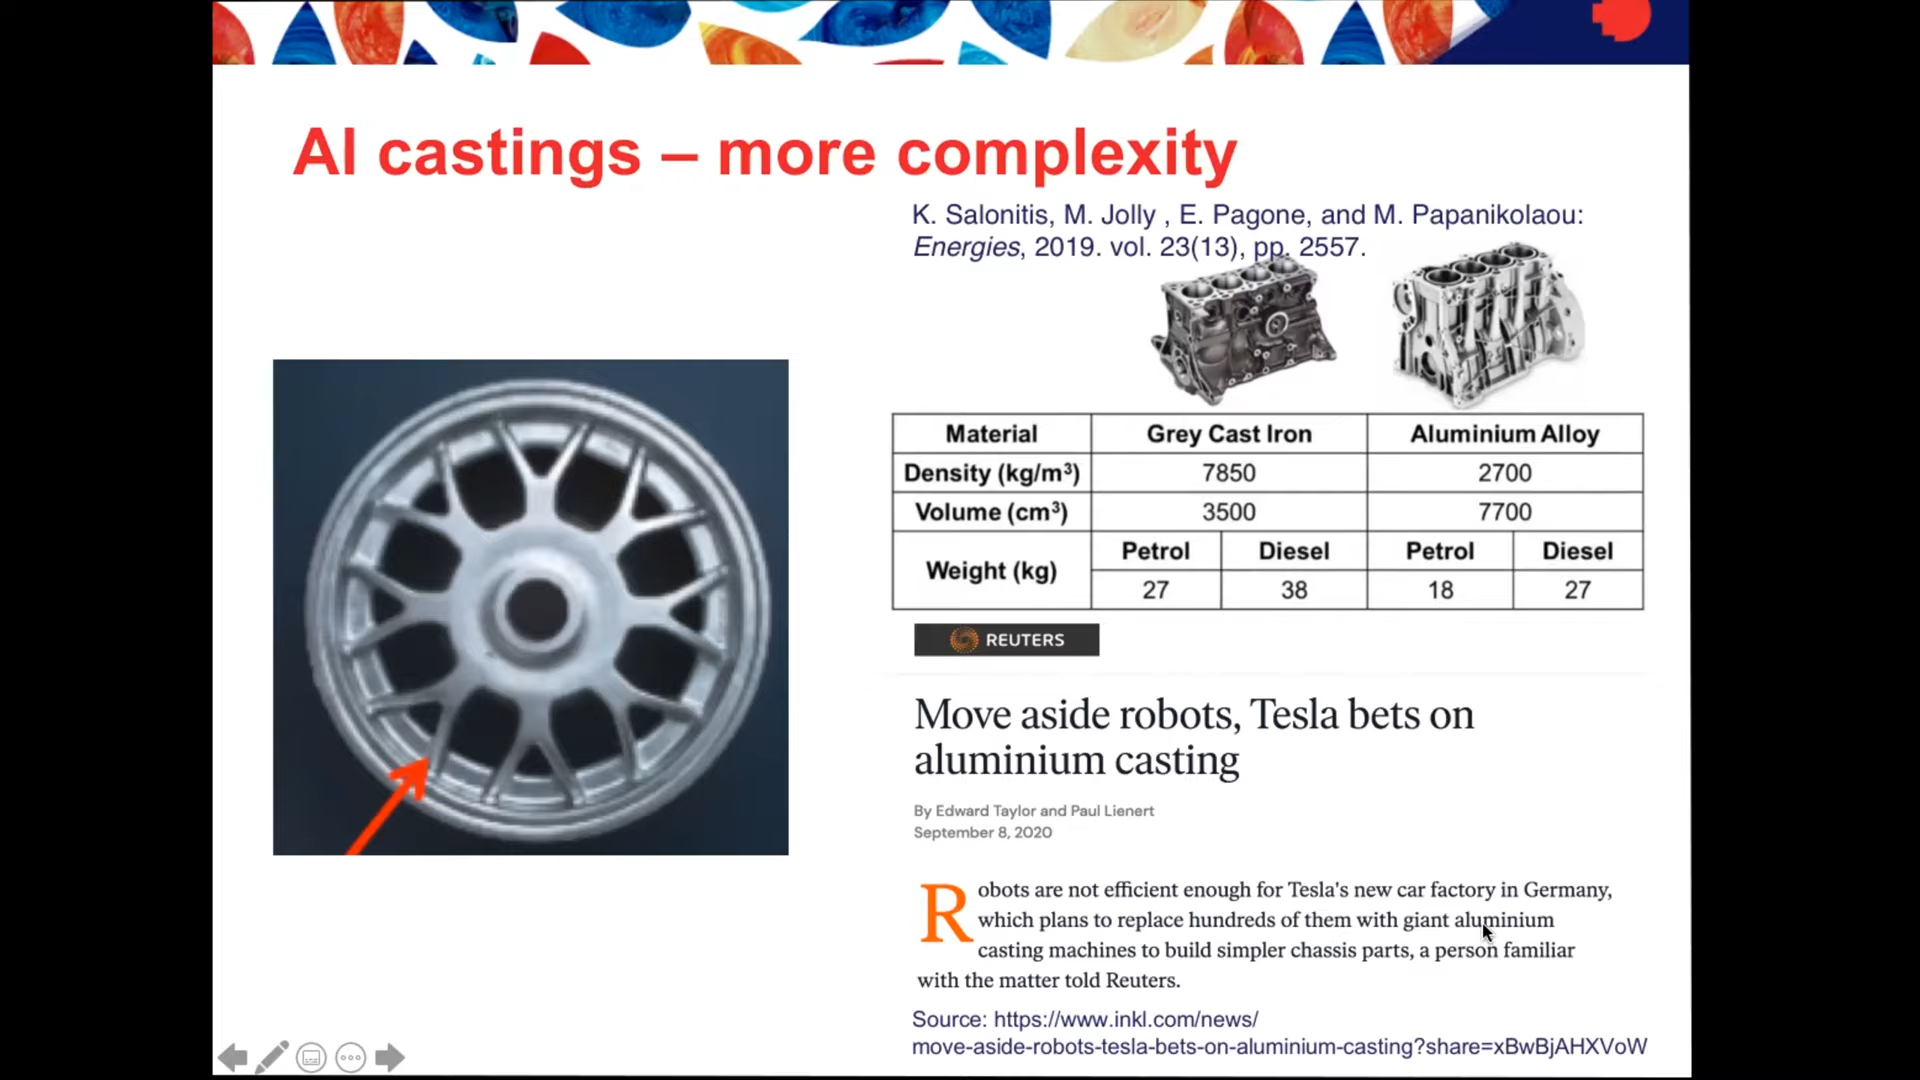 Al castings – more complexity
K. Salonitis, M. Jolly , E. Pagone, and M. Papanikolaou:
Energies, 2019. vol. 23(13), pp. 2557.
Material Grey Cast Iron Aluminium Alloy
Density (kg/m³) 7850 2700
Volume (cm³) 3500 7700
Weight (kg) Petrol Diesel Petrol Diesel
27 38 18 27
REUTERS
Move aside robots, Tesla bets on
aluminium casting
By Edward Taylor and Paul Lienert
September 8, 2020
Robots are not efficient enough for Tesla's new car factory in Germany,
which plans to replace hundreds of them with giant aluminium
casting machines to build simpler chassis parts, a person familiar
with the matter told Reuters.
Source: https://www.inkl.com/news/
move-aside-robots-tesla-bets-on-aluminium-casting?share=xBwBjAHXVoW